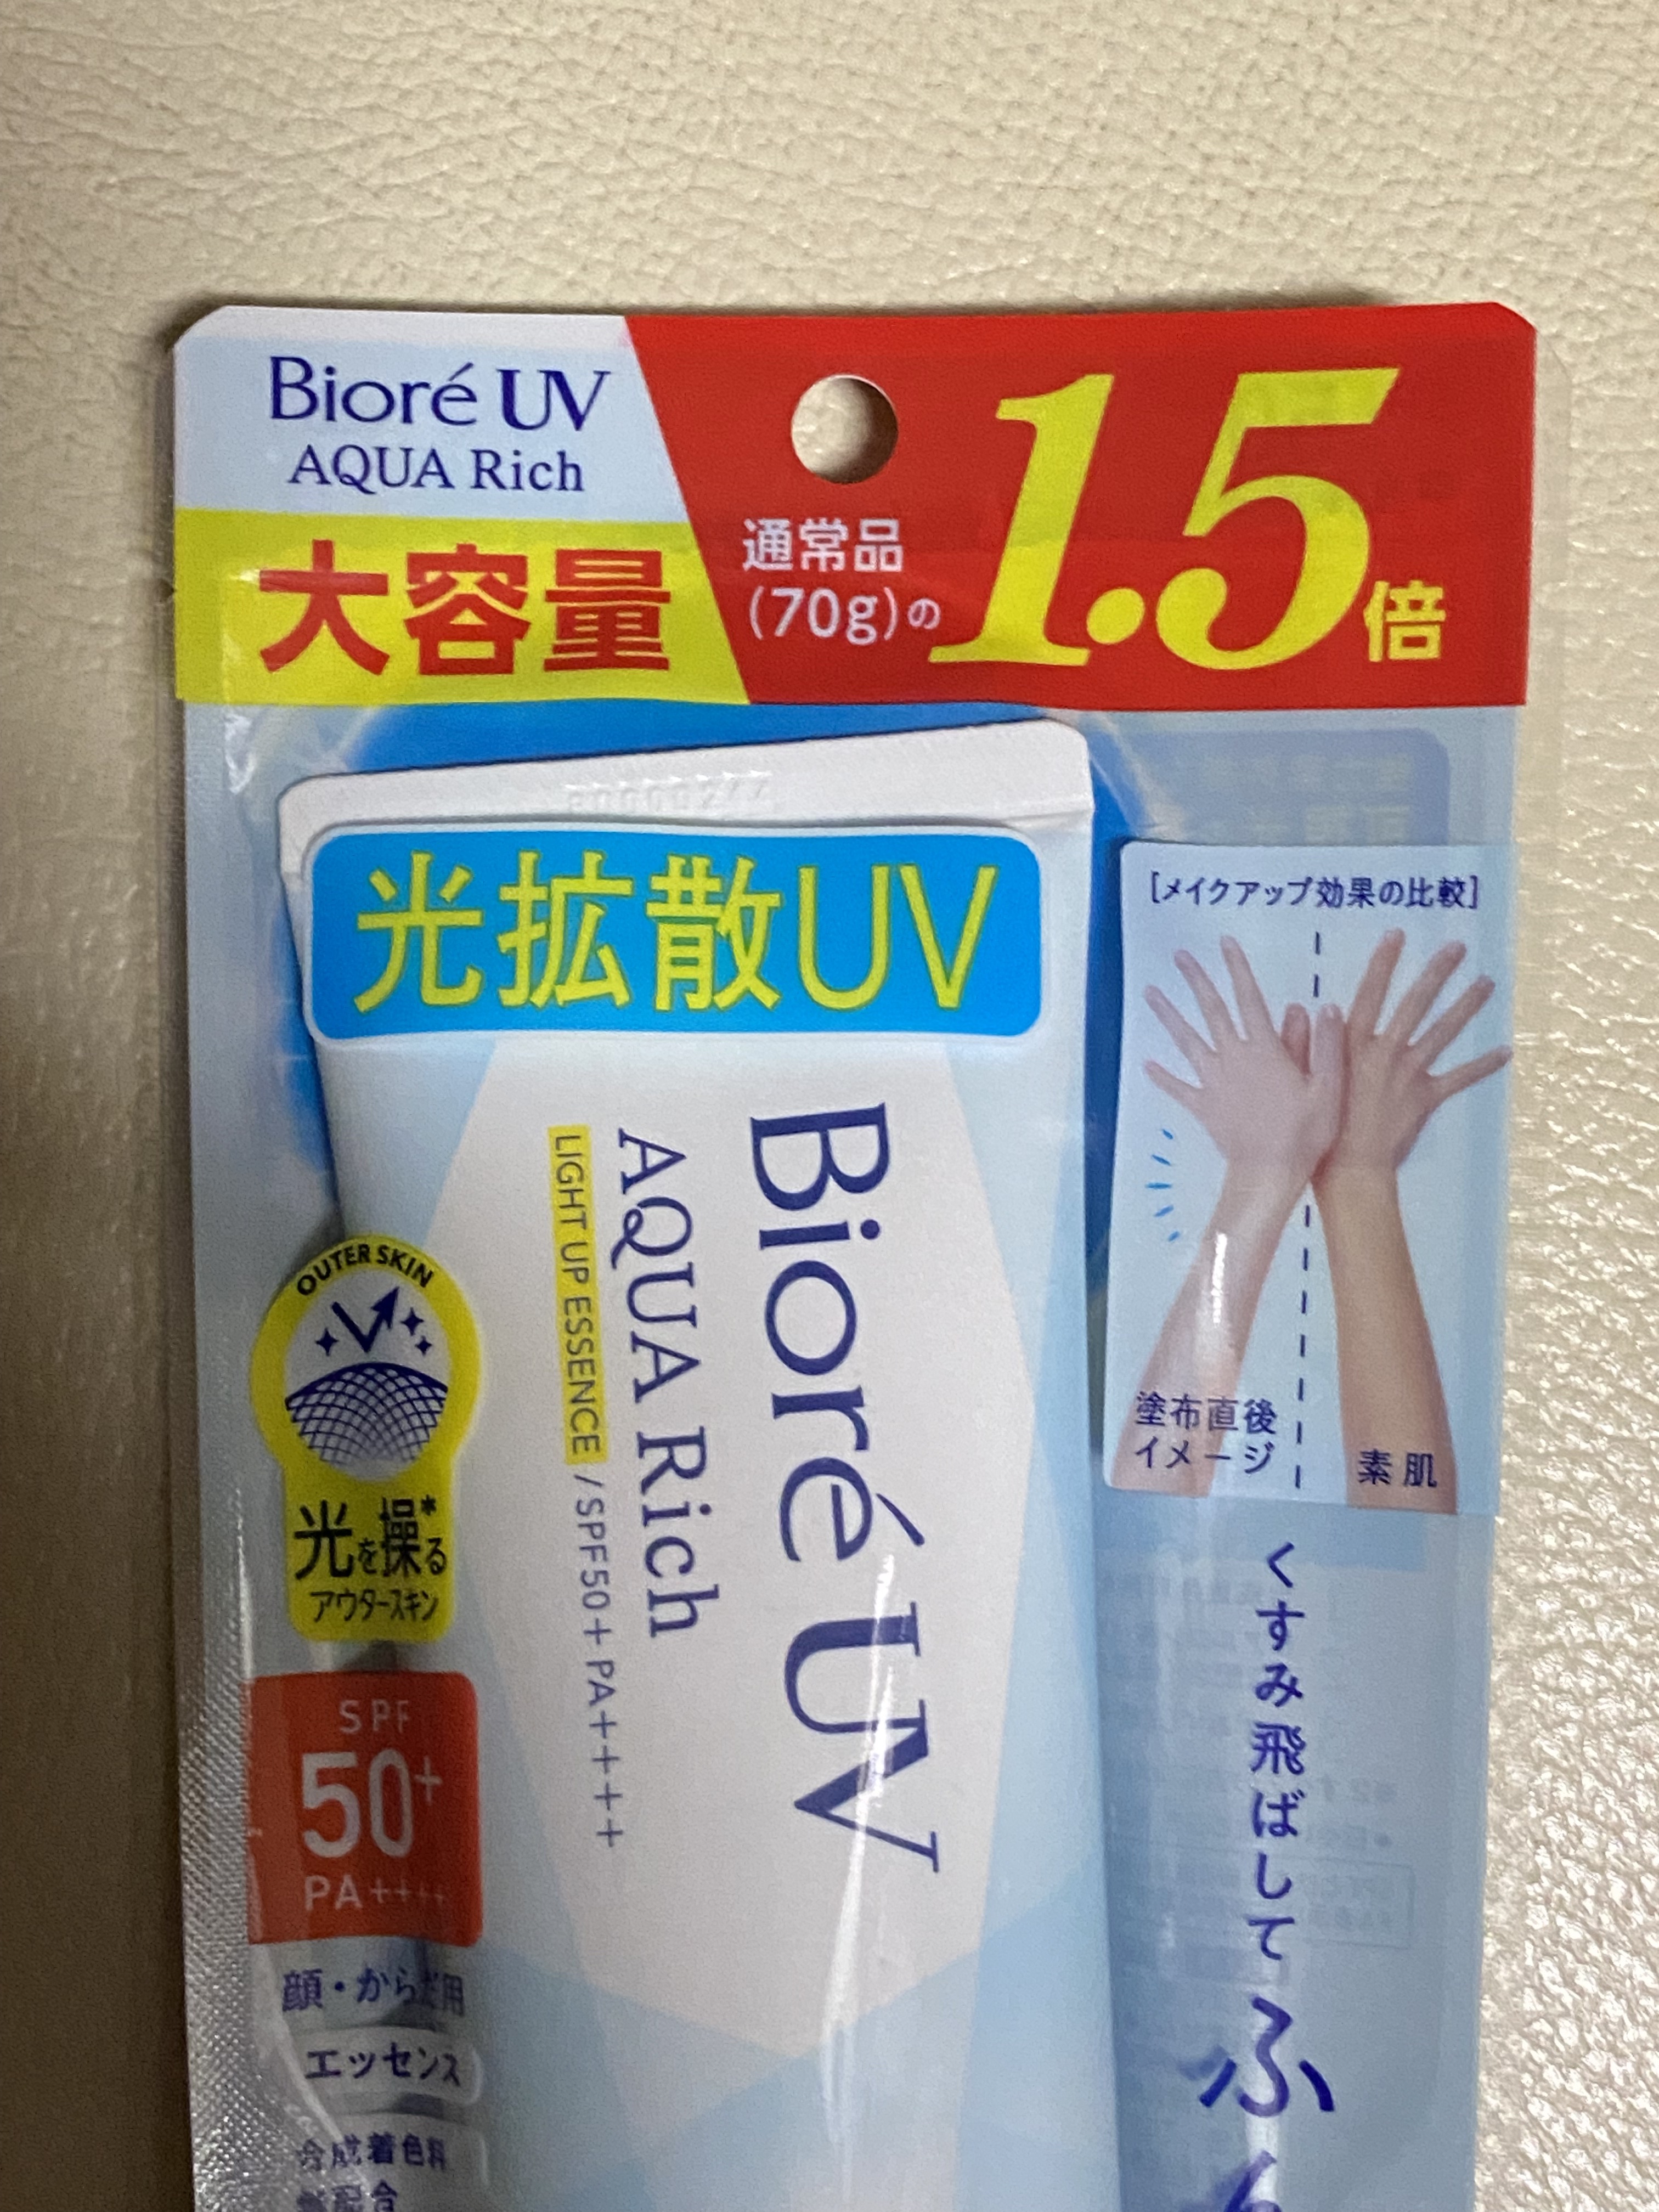 Bioré UV
AQUA Rich
大容量
通常品
(70g)の
1.5倍
光拡散UV
[メイクアップ効果の比較]
塗布直後
イメージ
素肌
Bioré UV
AQUA Rich
LIGHT UP ESSENCE /SPF50+ PA++++
OUTER SKIN
光を操る*
アウタースキン
SPF
50+
PA++++
顔・からだ用
エッセンス
合成着色料
無配合
くすみ飛ばして